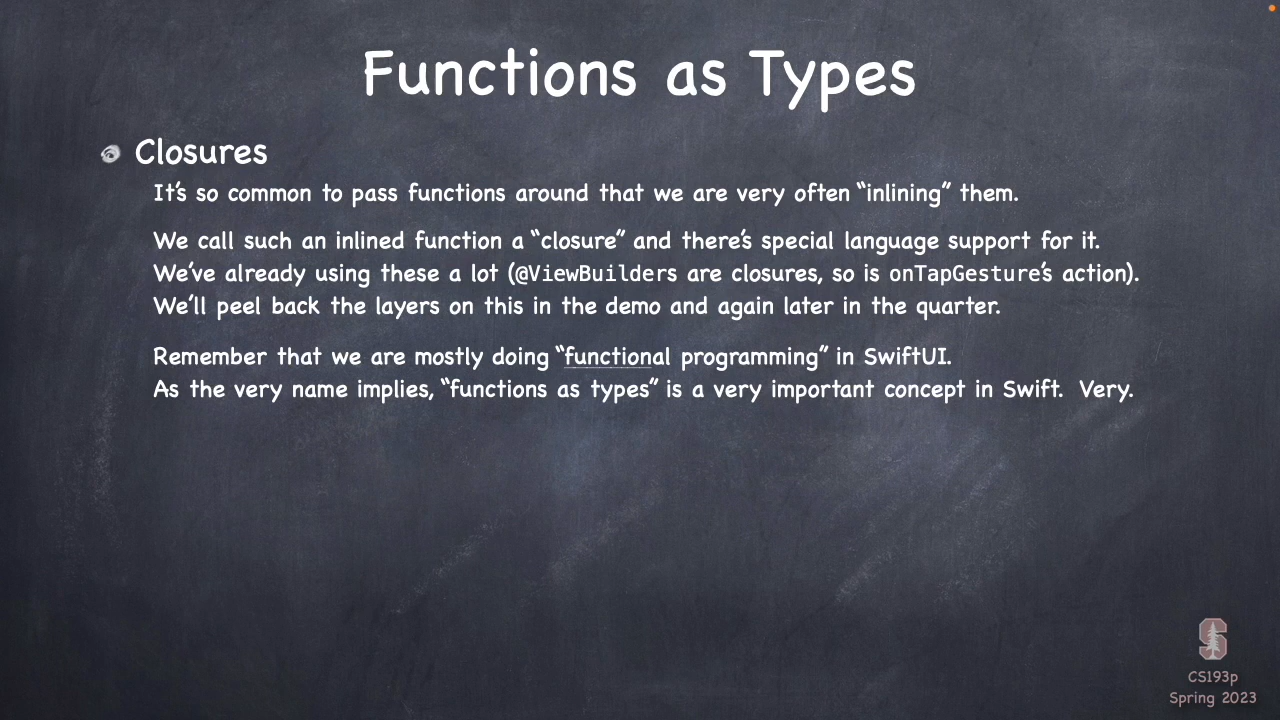 Functions as Types
Closures
It's so common to pass functions around that we are very often “inlining” them.
We call such an inlined function a “closure” and there's special language support for it.
We've already using these a lot (@ViewBuilders are closures, so is onTapGesture's action).
We'll peel back the layers on this in the demo and again later in the quarter.
Remember that we are mostly doing “functional programming” in SwiftUI.
As the very name implies, “functions as types” is a very important concept in Swift. Very.
S
CS193p
Spring 2023